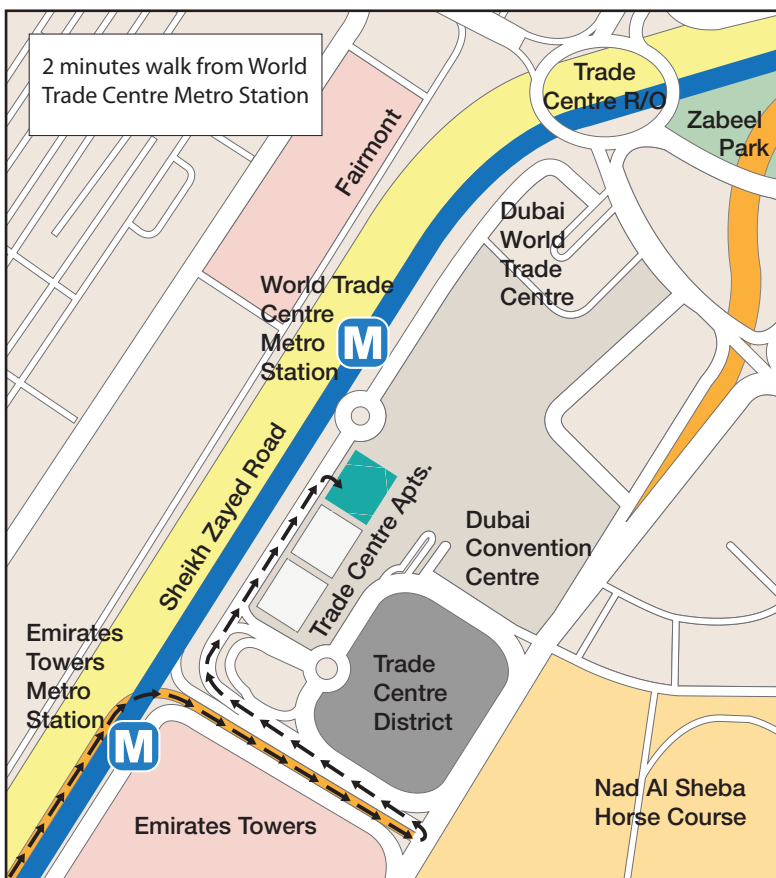 2 minutes walk from World
Trade Centre Metro Station
Trade
Centre R/O
Zabeel
Park
Fairmont
Dubai
World
Trade
Centre
World Trade
Centre
Metro
Station
M
Sheikh Zayed Road
Trade Centre Apts.
Dubai
Convention
Centre
Emirates
Towers
Metro
Station
M
Trade
Centre
District
Emirates Towers
Nad Al Sheba
Horse Course